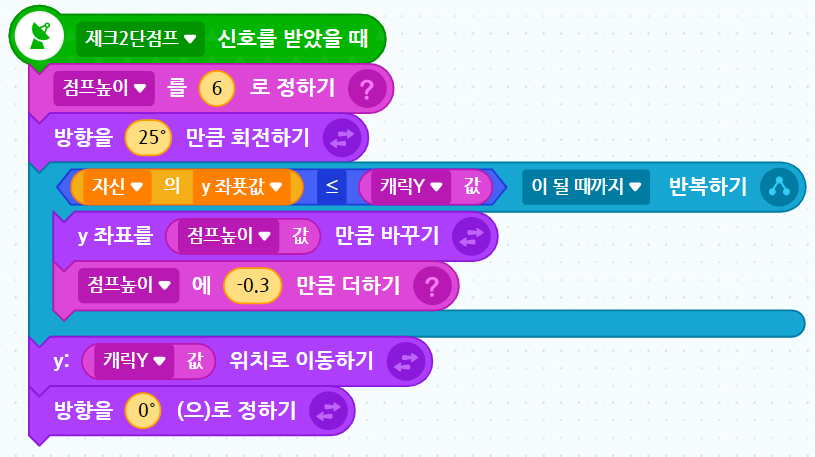 제크2단점프 신호를 받았을 때
점프높이 를 6 로 정하기 ?
방향을 25° 만큼 회전하기
자신 의 y 좌푯값 ≤ 캐릭Y 값 이 될 때까지 반복하기
y 좌표를 점프높이 값 만큼 바꾸기
점프높이 에 -0.3 만큼 더하기 ?
y: 캐릭Y 값 위치로 이동하기
방향을 0° (으)로 정하기